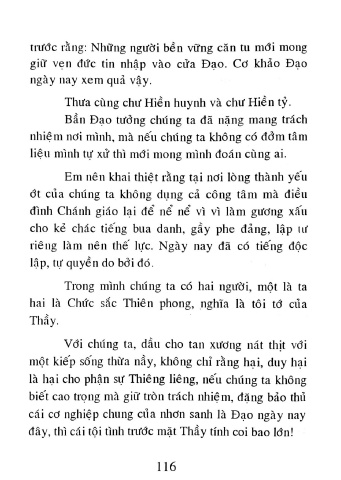 trước rằng: Những người bền vững căn tu mới mong
giữ vẹn đức tin nhập vào cửa Đạo. Cơ khảo Đạo
ngày nay xem quả vậy.
Thưa cùng chư Hiền huynh và chư Hiền tỷ.
Bần Đạo tưởng chúng ta đã nặng mang trách
nhiệm nơi mình, mà nếu chúng ta không có đởm tâm
liệu mình tự xử thì mới mong mình đoán cùng ai.
Em nên khai thiệt rằng tại nơi lòng thành yếu
ớt của chúng ta không dụng cả công tâm mà điều
đình Chánh giáo lại để nể nể vì vì làm gương xấu
cho kẻ chác tiếng bua danh, gầy phe đảng, lập tư
riêng làm nên thế lực. Ngày nay đã có tiếng độc
lập, tự quyền do bởi đó.
Trong mình chúng ta có hai người, một là ta
hai là Chức sắc Thiên phong, nghĩa là tôi tớ của
Thầy.
Với chúng ta, dầu cho tan xương nát thịt với
một kiếp sống thừa nầy, không chỉ rằng hại, duy hại
là hại cho phận sự Thiêng liêng, nếu chúng ta không
biết cao trọng mà giữ tròn trách nhiệm, đặng bảo thủ
cái cơ nghiệp chung của nhơn sanh là Đạo ngày nay
đây, thì cái tội tình trước mặt Thầy tính coi bao lớn!
116